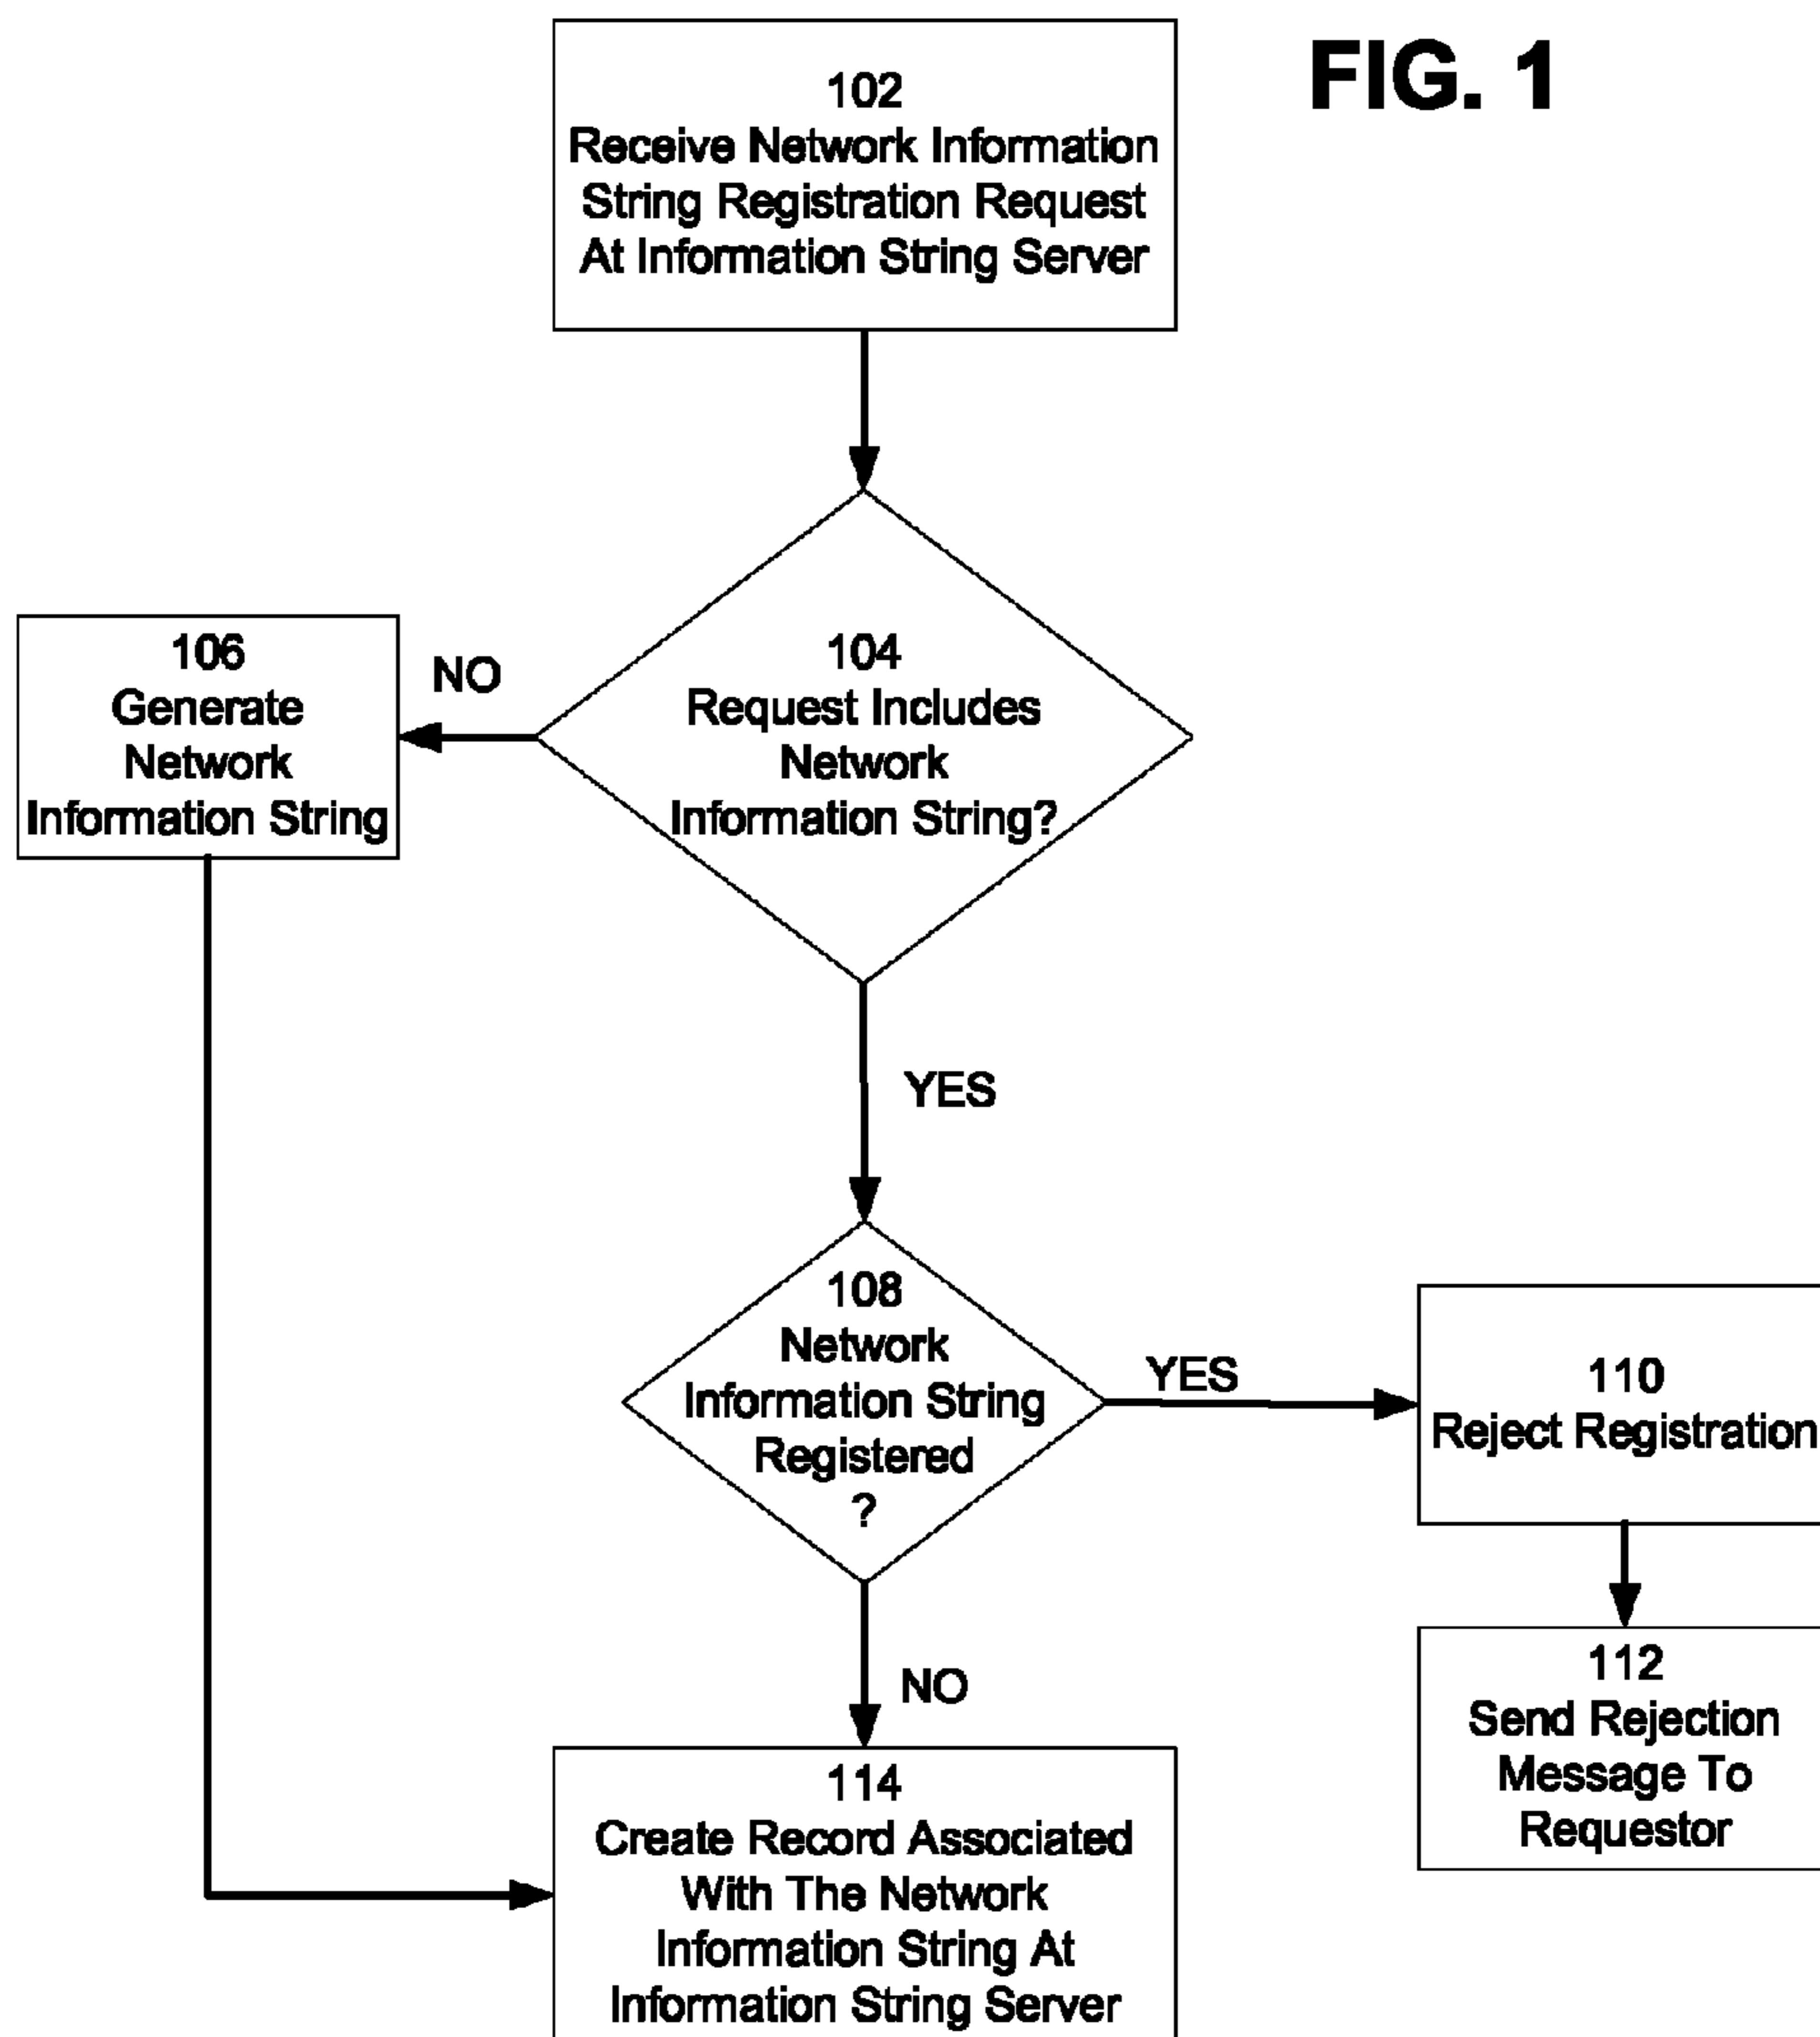 FIG. 1
102
Receive Network Information
String Registration Request
At Information String Server
106
Generate
Network
Information String
NO
104
Request Includes
Network
Information String?
YES
108
Network
Information String
Registered
?
YES
110
Reject Registration
NO
112
Send Rejection
Message To
Requestor
114
Create Record Associated
With The Network
Information String At
Information String Server